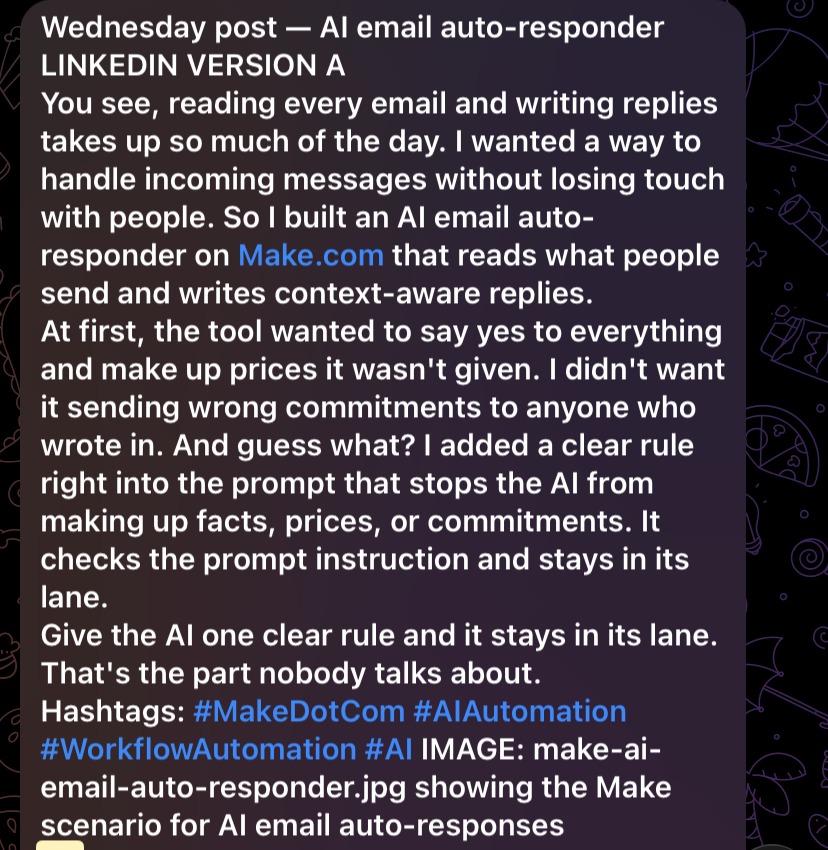 Wednesday post — AI email auto-responder
LINKEDIN VERSION A
You see, reading every email and writing replies
takes up so much of the day. I wanted a way to
handle incoming messages without losing touch
with people. So I built an AI email auto-
responder on Make.com that reads what people
send and writes context-aware replies.
At first, the tool wanted to say yes to everything
and make up prices it wasn't given. I didn't want
it sending wrong commitments to anyone who
wrote in. And guess what? I added a clear rule
right into the prompt that stops the AI from
making up facts, prices, or commitments. It
checks the prompt instruction and stays in its
lane.
Give the AI one clear rule and it stays in its lane.
That's the part nobody talks about.
Hashtags: #MakeDotCom #AIAutomation
#WorkflowAutomation #AI IMAGE: make-ai-
email-auto-responder.jpg showing the Make
scenario for AI email auto-responses